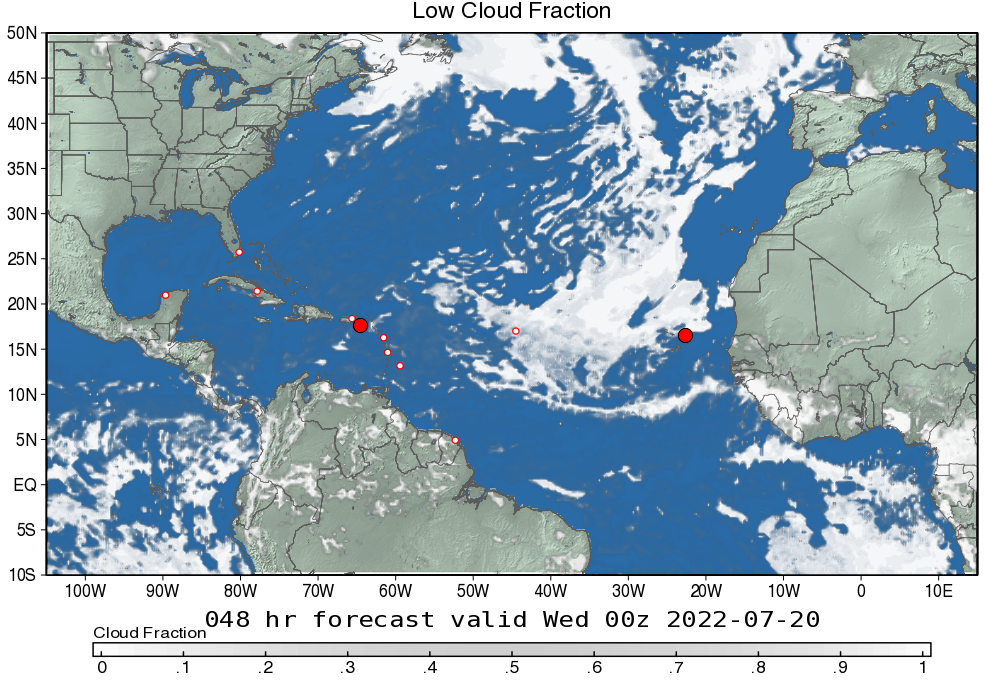 Low Cloud Fraction
50N
45N
40N
35N
30N
25N
20N
15N
10N
5N
EQ
5S
10S
100W 90W 80W 70W 60W 50W 40W 30W 20W 10W 0 10E
048 hr forecast valid Wed 00z 2022-07-20
Cloud Fraction
0 .1 .2 .3 .4 .5 .6 .7 .8 .9 1